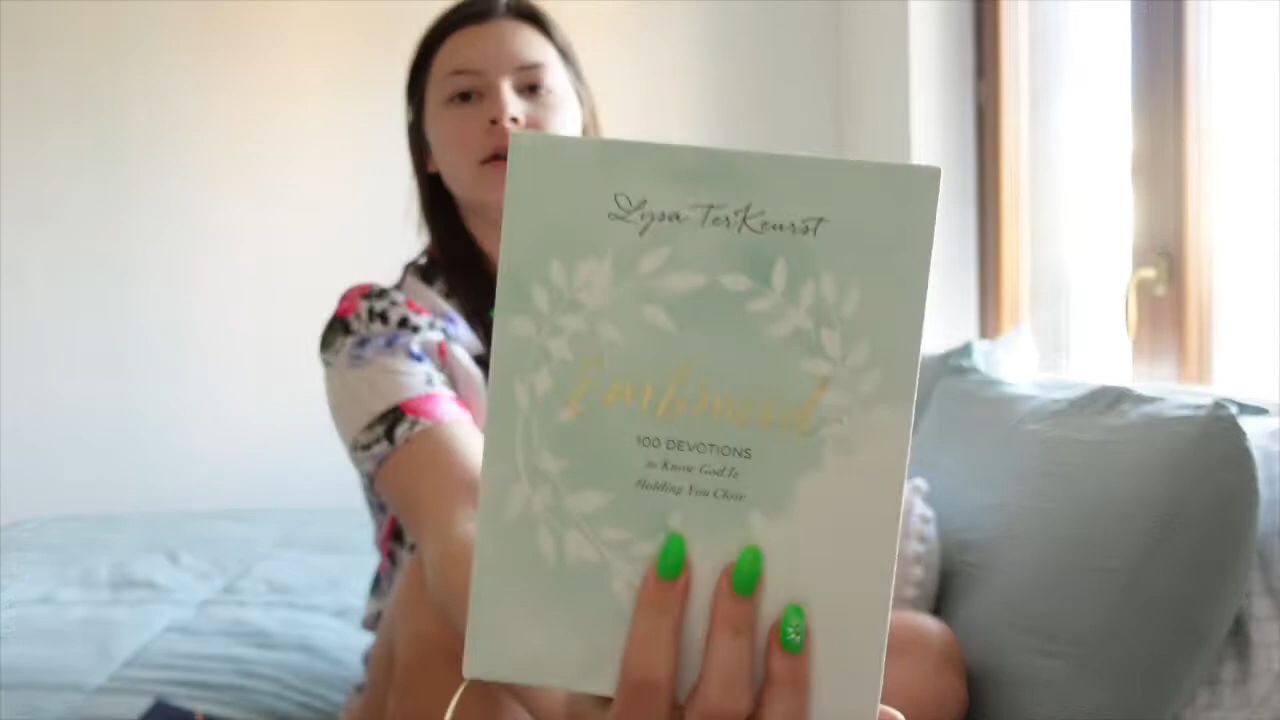 Lysa TerKeurst
Embraced
100 DEVOTIONS
to Know God Is
Holding You Close